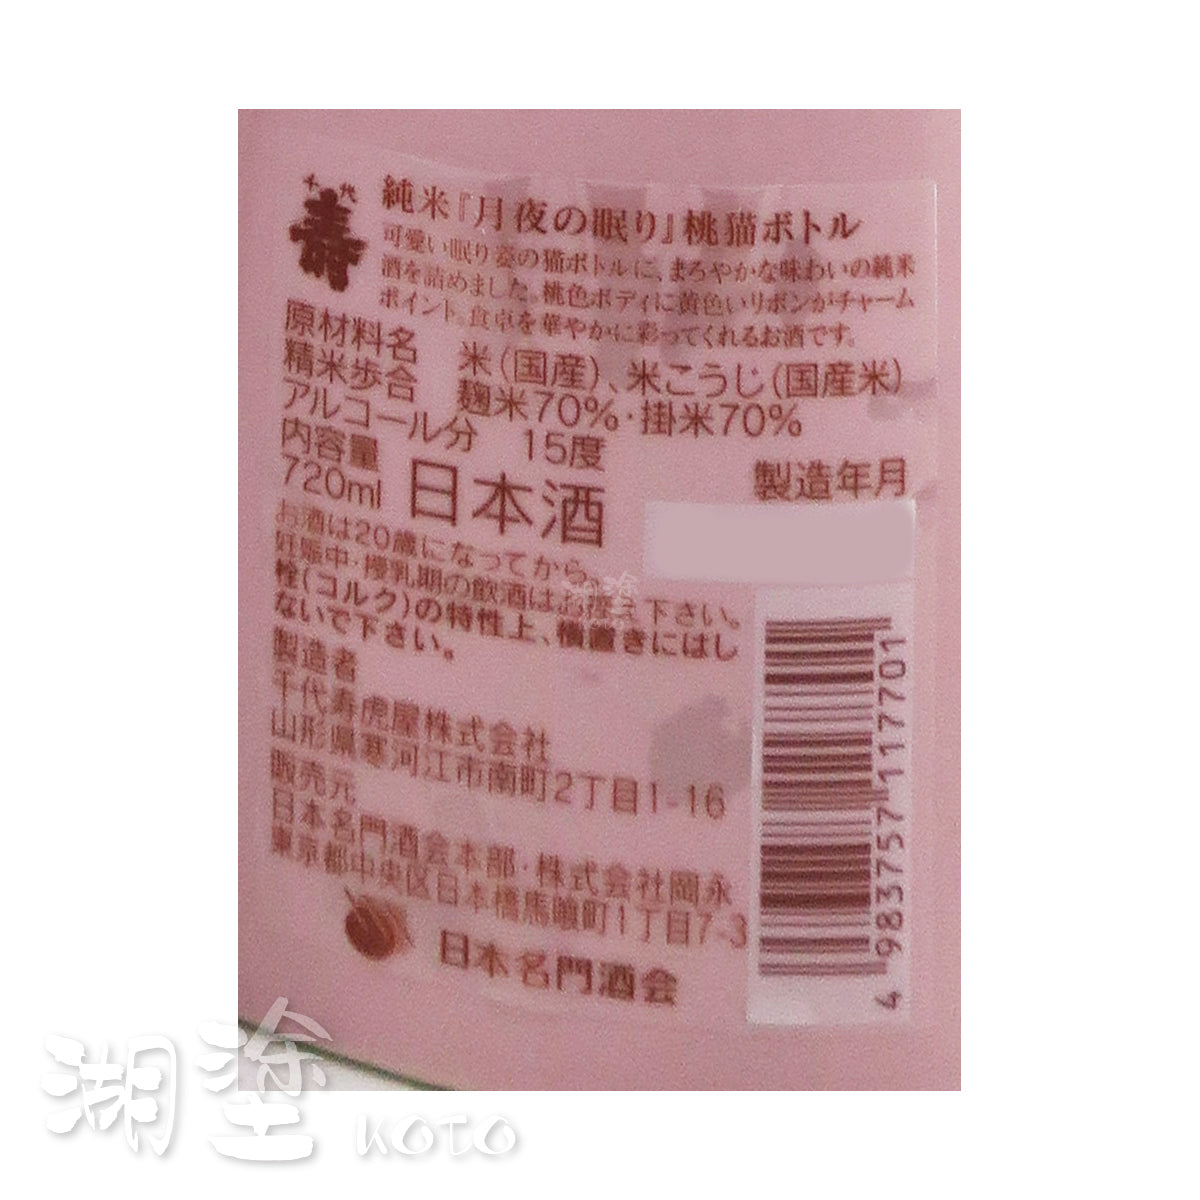 千代
寿
純米『月夜の眠り』桃猫ボトル
可愛い眠り姿の猫ボトルに、まろやかな味わいの純米
酒を詰めました。桃色ボディに黄色いリボンがチャーム
ポイント。食卓を華やかに彩ってくれるお酒です。
原材料名 米(国産)、米こうじ(国産米)
精米歩合 麹米70%・掛米70%
アルコール分 15度
内容量
720ml 日本酒
製造年月
お酒は20歳になってから。
妊娠中・授乳期の飲酒はお控え下さい。
栓(コルク)の特性上、横置きにはし
ないで下さい。
製造者
千代寿虎屋株式会社
山形県寒河江市南町2丁目1-16
販売元
日本名門酒会本部・株式会社岡永
東京都中央区日本橋馬喰町1丁目7-3
日本名門酒会
4 983757 117701
湖塗
KOTO
湖塗 KOTO